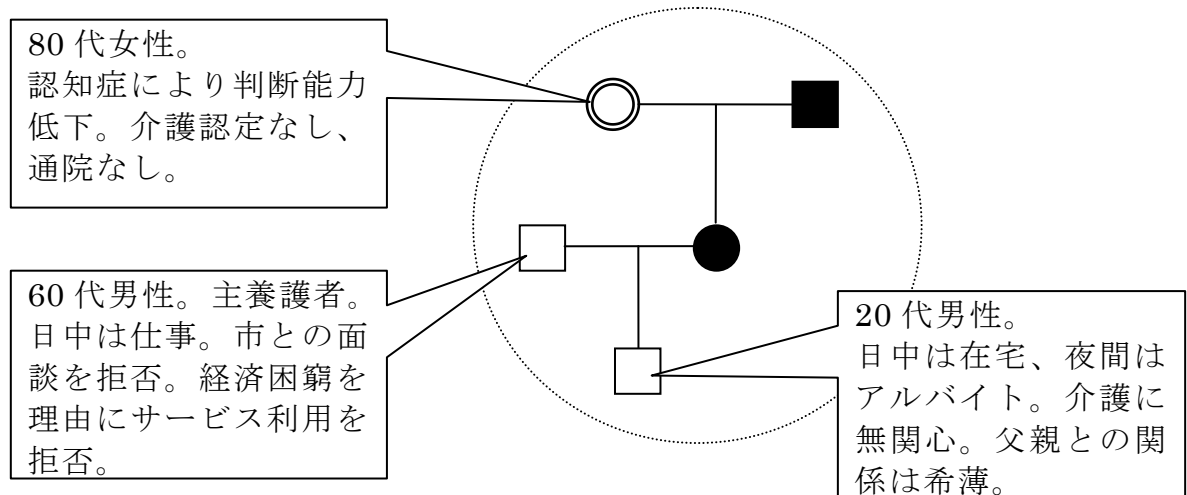 80 代女性。
認知症により判断能力
低下。介護認定なし、
通院なし。
60 代男性。主養護者。
日中は仕事。市との面
談を拒否。経済困窮を
理由にサービス利用を
拒否。
20 代男性。
日中は在宅、夜間は
アルバイト。介護に
無関心。父親との関
係は希薄。